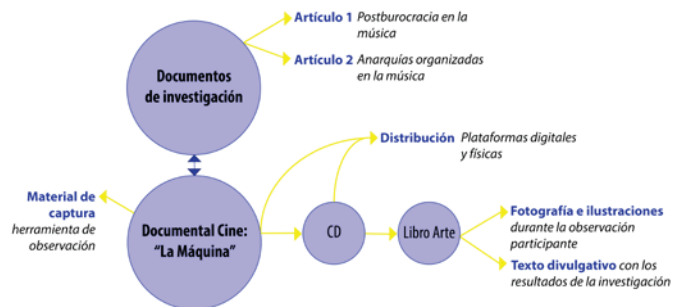 Artículo 1 Postburocracia en la
música
Artículo 2 Anarquías organizadas
en la música
Documentos
de investigación
Distribución Plataformas digitales
y físicas
Material de
captura
herramienta de
observación
Documental Cine:
"La Máquina"
CD
Libro Arte
Fotografía e ilustraciones
durante la observación
participante
Texto divulgativo con los
resultados de la investigación